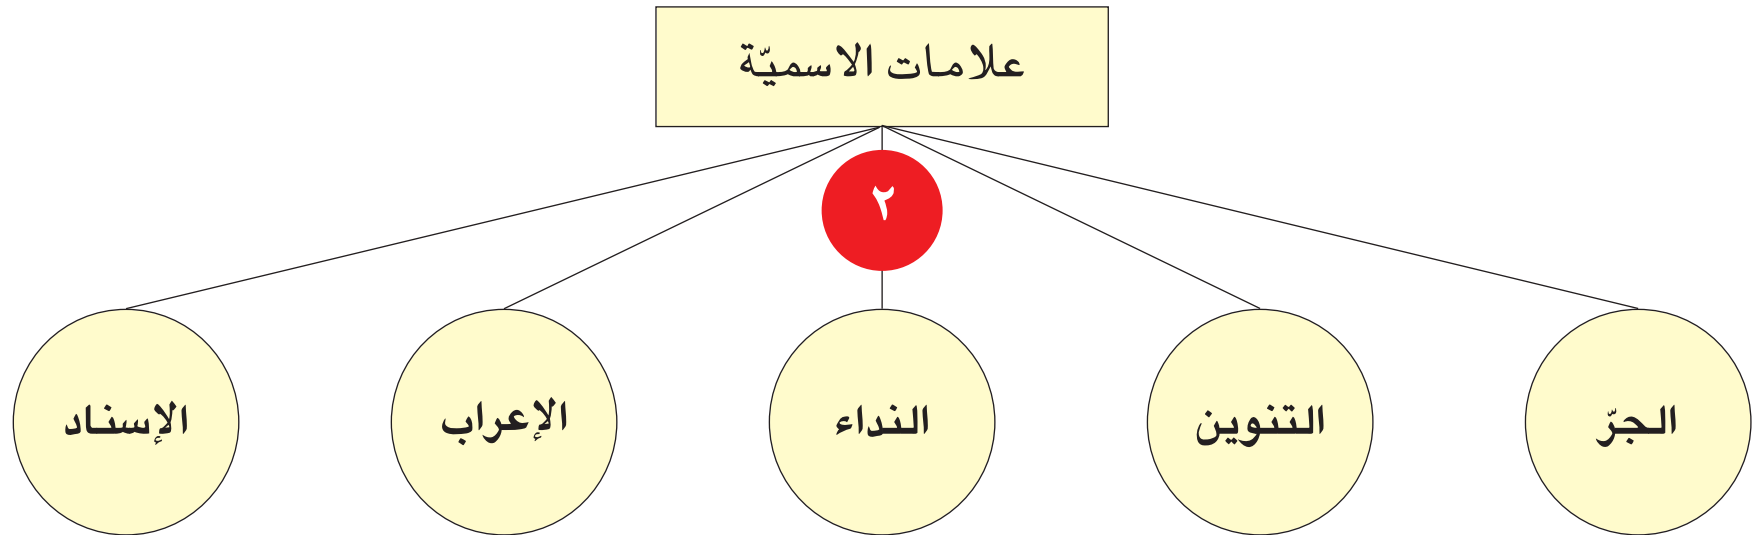 علامات الاسميّة
٢
الجرّ
التنوين
النداء
الإعراب
الإسناد